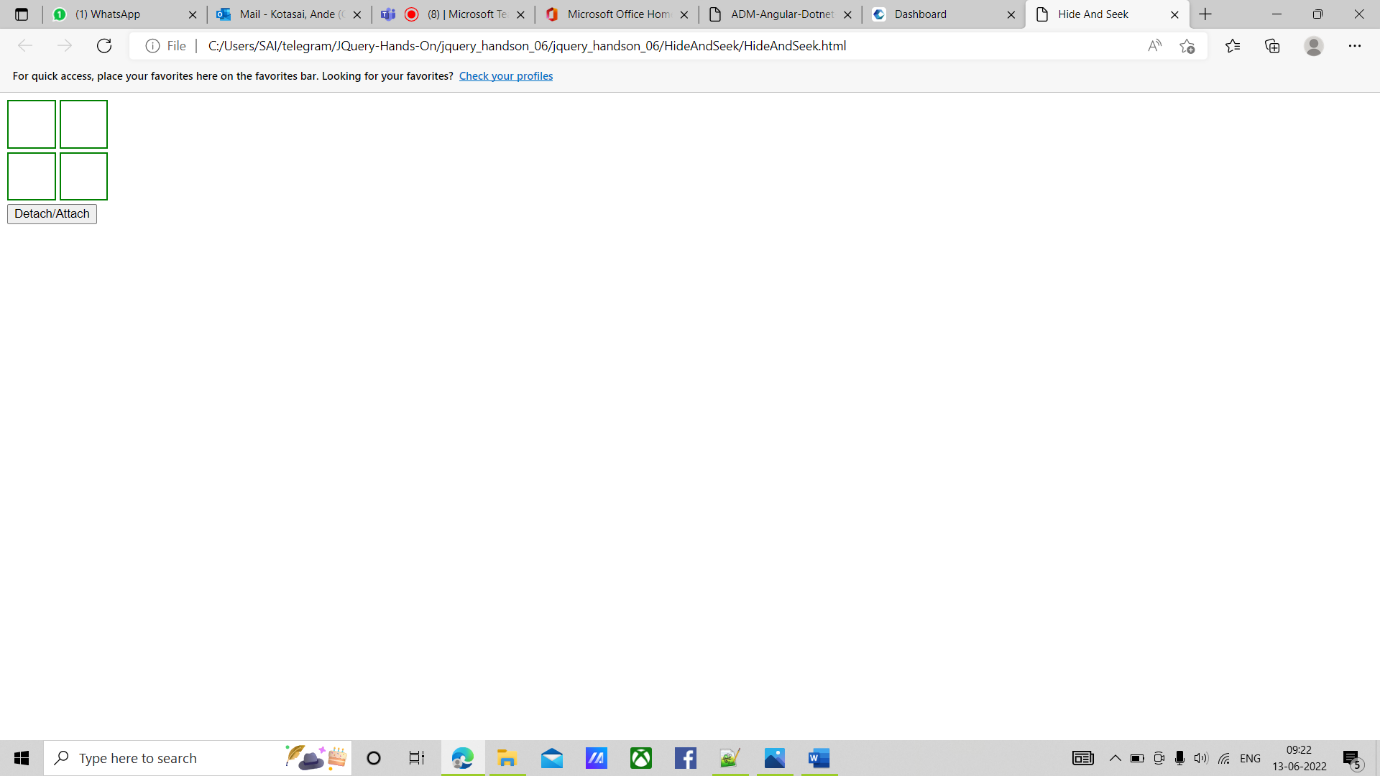 (1) WhatsApp
Mail - Kotasai, Ande (
(8) | Microsoft Te
Microsoft Office Hom
ADM-Angular-Dotnet
Dashboard
Hide And Seek
File | C:/Users/SAI/telegram/JQuery-Hands-On/jquery_handson_06/jquery_handson_06/HideAndSeek/HideAndSeek.html
For quick access, place your favorites here on the favorites bar. Looking for your favorites? Check your profiles
Detach/Attach
Type here to search
ENG
09:22
13-06-2022
5